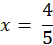 x = 4/5